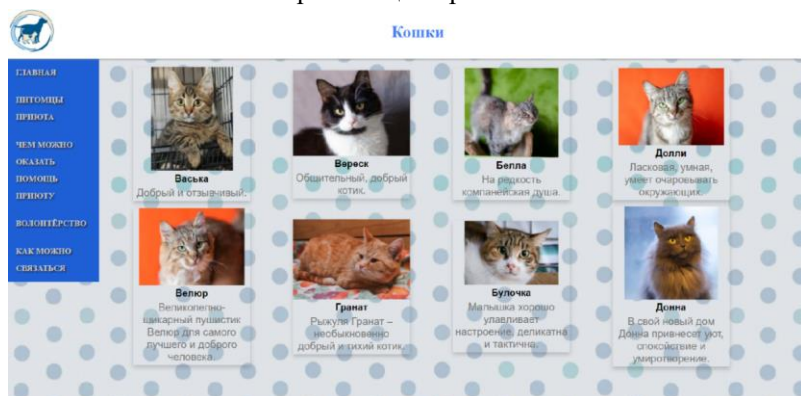 Кошки
ГЛАВНАЯ
ПИТОМЦЫ
ПРИЮТА
ЧЕМ МОЖНО
ОКАЗАТЬ
ПОМОЩЬ
ПРИЮТУ
ВОЛОНТЁРСТВО
КАК МОЖНО
СВЯЗАТЬСЯ
Васька
Добрый и отзывчивый.
Вереск
Общительный, добрый
котик.
Белла
На редкость
компанейская душа.
Долли
Ласковая, умная,
умеет очаровывать
окружающих.
Велюр
Великолепно-
шикарный пушистик
Велюр для самого
лучшего и доброго
человека.
Гранат
Рыжуля Гранат –
необыкновенно
добрый и тихий котик.
Булочка
Малышка хорошо
улавливает
настроение, деликатна
и тактична.
Донна
В свой новый дом
Донна привнесет уют,
спокойствие и
умиротворение.